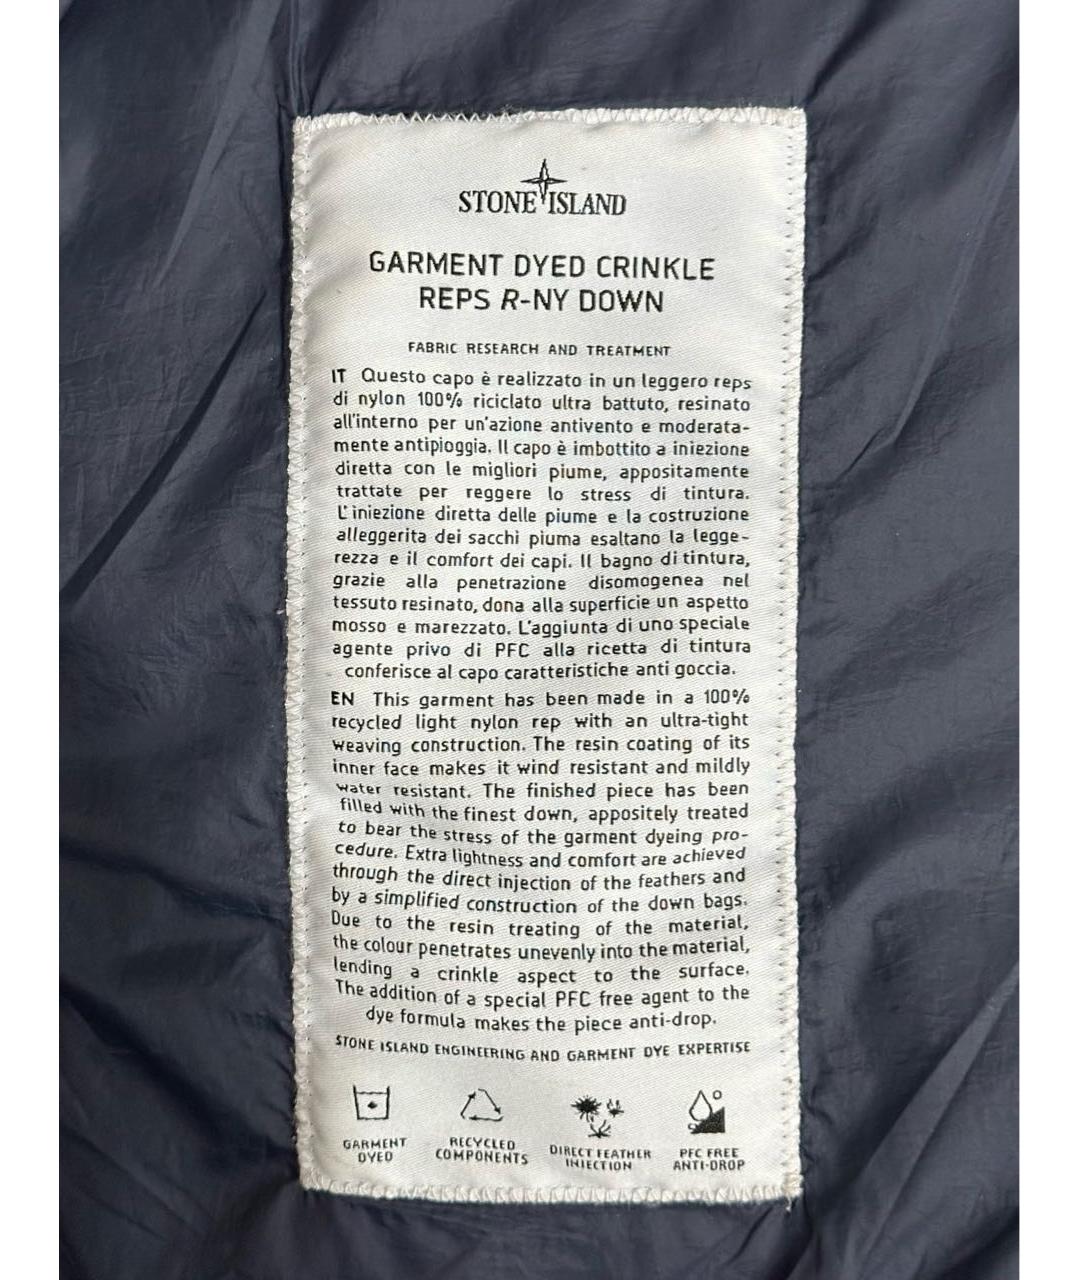 STONE ISLAND
GARMENT DYED CRINKLE
REPS R-NY DOWN
FABRIC RESEARCH AND TREATMENT
IT Questo capo è realizzato in un leggero reps
di nylon 100% riciclato ultra battuto, resinato
all'interno per un'azione antivento e moderata-
mente antipioggia. Il capo è imbottito a iniezione
diretta con le migliori piume, appositamente
trattate per reggere lo stress di tintura.
L'iniezione diretta delle piume e la costruzione
alleggerita dei sacchi piuma esaltano la legge-
rezza e il comfort dei capi. Il bagno di tintura,
grazie alla penetrazione disomogenea nel
tessuto resinato, dona alla superficie un aspetto
mosso e marezzato. L'aggiunta di uno speciale
agente privo di PFC alla ricetta di tintura
conferisce al capo caratteristiche anti goccia.
EN This garment has been made in a 100%
recycled light nylon rep with an ultra-tight
weaving construction. The resin coating of its
inner face makes it wind resistant and mildly
water resistant. The finished piece has been
filled with the finest down, appositely treated
to bear the stress of the garment dyeing pro-
cedure. Extra lightness and comfort are achieved
through the direct injection of the feathers and
by a simplified construction of the down bags.
Due to the resin treating of the material,
the colour penetrates unevenly into the material,
lending a crinkle aspect to the surface.
The addition of a special PFC free agent to the
dye formula makes the piece anti-drop.
STONE ISLAND ENGINEERING AND GARMENT DYE EXPERTISE
GARMENT
DYED
RECYCLED
COMPONENTS
DIRECT FEATHER
INJECTION
PFC FREE
ANTI-DROP